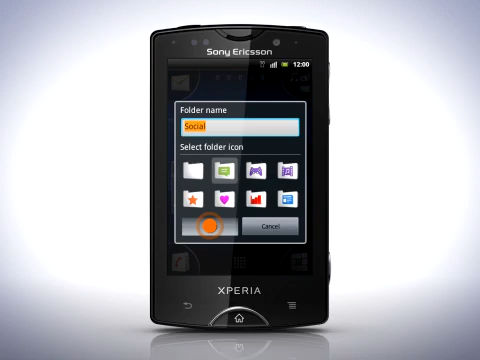 Sony Ericsson
12:00
Folder name
Social
Select folder icon
Cancel
XPERIA